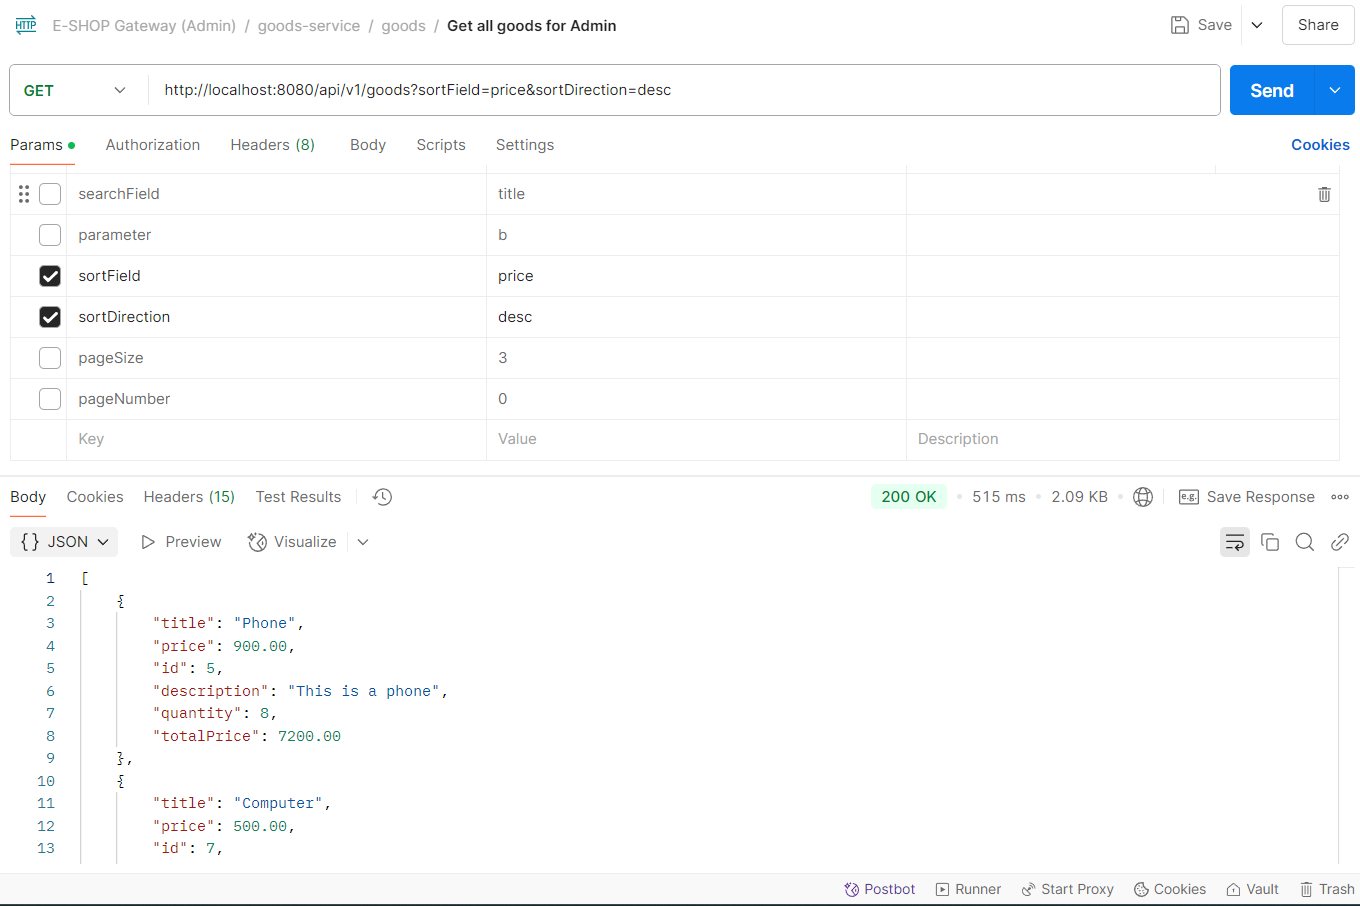 HTTP E-SHOP Gateway (Admin) / goods-service / goods / Get all goods for Admin Save Share
GET http://localhost:8080/api/v1/goods?sortField=price&sortDirection=desc Send
Params Authorization Headers (8) Body Scripts Settings Cookies
searchField title
parameter b
sortField price
sortDirection desc
pageSize 3
pageNumber 0
Key Value Description
Body Cookies Headers (15) Test Results 200 OK 515 ms 2.09 KB e.g. Save Response
{} JSON Preview Visualize
1 [
2 {
3 "title": "Phone",
4 "price": 900.00,
5 "id": 5,
6 "description": "This is a phone",
7 "quantity": 8,
8 "totalPrice": 7200.00
9 },
10 {
11 "title": "Computer",
12 "price": 500.00,
13 "id": 7,
Postbot Runner Start Proxy Cookies Vault Trash